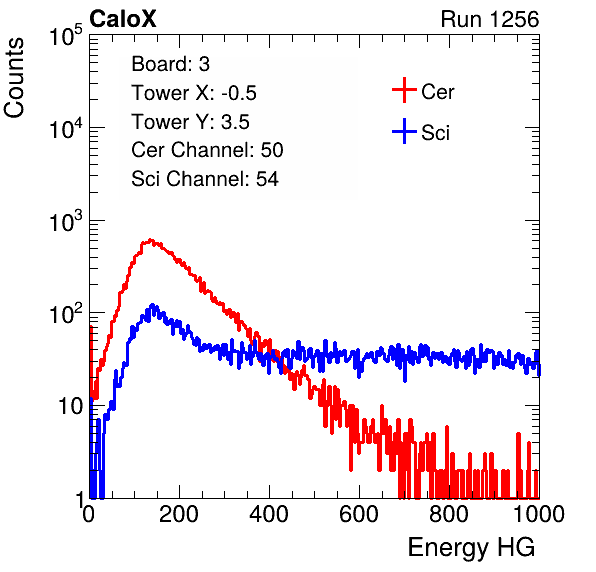 CaloX Run 1256
Counts
10^5
10^4
10^3
10^2
10
1
Board: 3
Tower X: -0.5
Tower Y: 3.5
Cer Channel: 50
Sci Channel: 54
Cer
Sci
0 200 400 600 800 1000
Energy HG